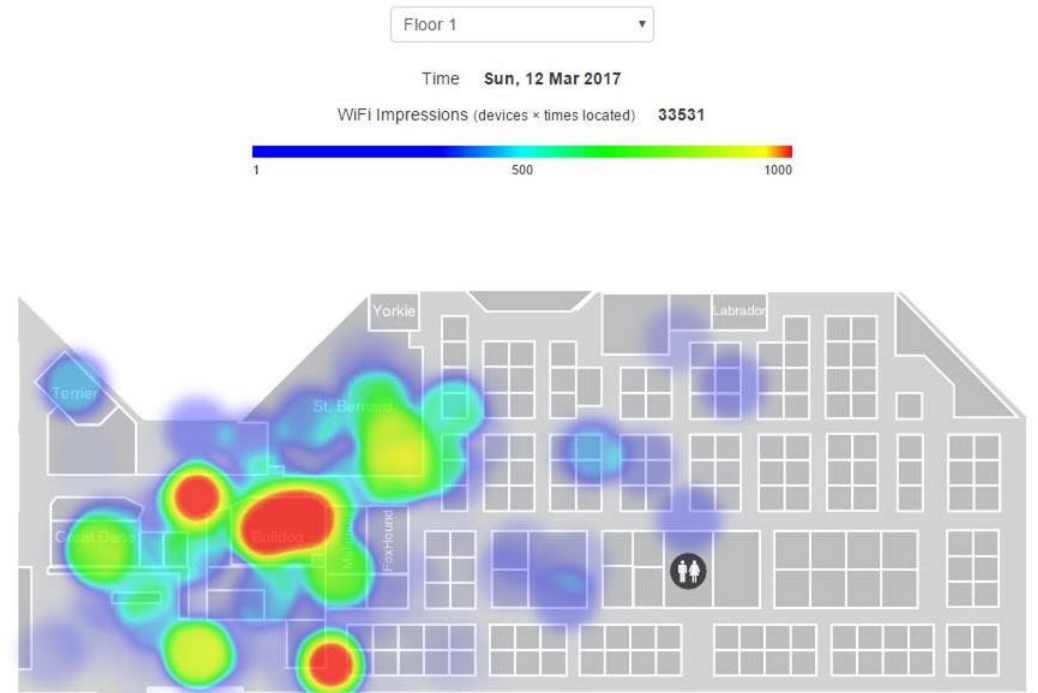 Floor 1
Time Sun, 12 Mar 2017
WiFi Impressions (devices × times located) 33531
1 500 1000
Yorkie
Labrador
Terrier
St. Bernard
Great Dane
Bulldog
FoxHound